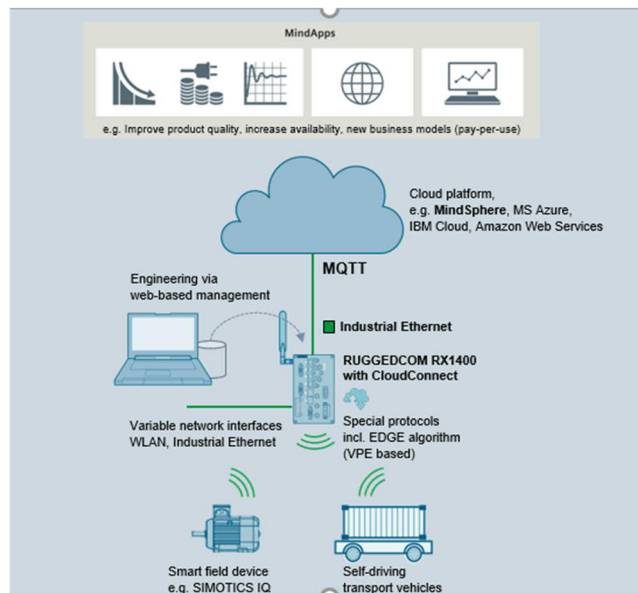 MindApps
e.g. Improve product quality, increase availability, new business models (pay-per-use)
Cloud platform,
e.g. MindSphere, MS Azure,
IBM Cloud, Amazon Web Services
MQTT
Engineering via
web-based management
Industrial Ethernet
RUGGEDCOM RX1400
with CloudConnect
Variable network interfaces
WLAN, Industrial Ethernet
Special protocols
incl. EDGE algorithm
(VPE based)
Smart field device
e.g. SIMOTICS IQ
Self-driving
transport vehicles